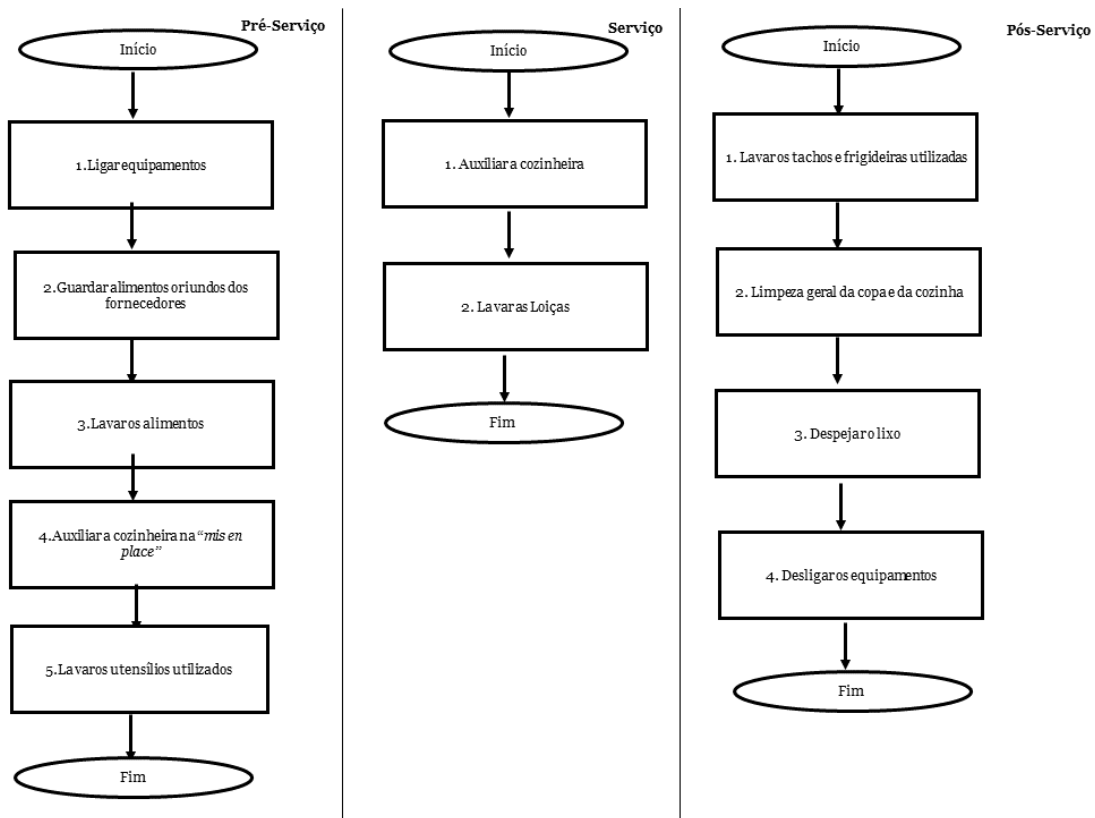 Pré-Serviço
Início
1.Ligar equipamentos
2.Guardar alimentos oriundos dos
fornecedores
3.Lavar os alimentos
4.Auxiliar a cozinheira na “mis en
place”
5.Lavar os utensílios utilizados
Fim
Serviço
Início
1. Auxiliar a cozinheira
2. Lavar as Loiças
Fim
Pós-Serviço
Início
1. Lavar os tachos e frigideiras utilizadas
2. Limpeza geral da copa e da cozinha
3. Despejar o lixo
4. Desligar os equipamentos
Fim